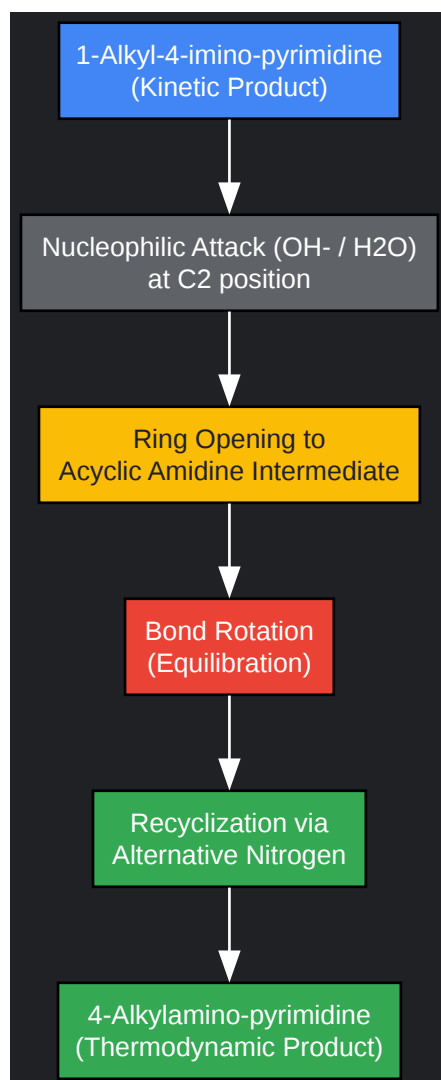 1-Alkyl-4-imino-pyrimidine
(Kinetic Product)
Nucleophilic Attack (OH- / H2O)
at C2 position
Ring Opening to
Acyclic Amidine Intermediate
Bond Rotation
(Equilibration)
Recyclization via
Alternative Nitrogen
4-Alkylamino-pyrimidine
(Thermodynamic Product)